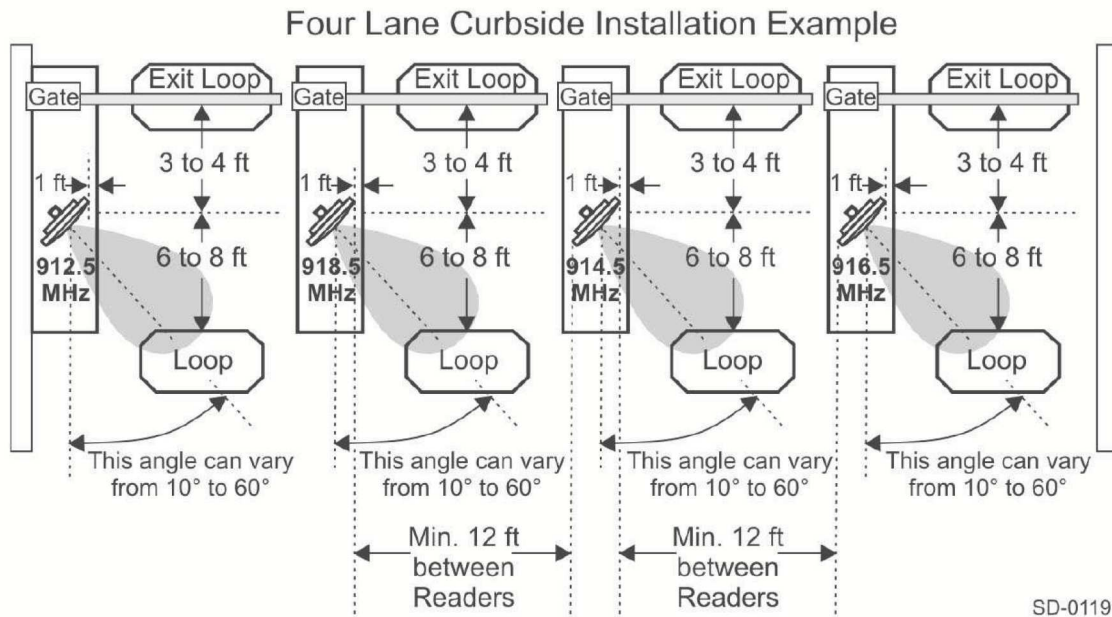 Four Lane Curbside Installation Example
Gate
Exit Loop
Gate
Exit Loop
Gate
Exit Loop
Gate
Exit Loop
3 to 4 ft
3 to 4 ft
3 to 4 ft
3 to 4 ft
1 ft
1 ft
1 ft
1 ft
6 to 8 ft
6 to 8 ft
6 to 8 ft
6 to 8 ft
912.5
MHz
918.5
MHz
914.5
MHz
916.5
MHz
Loop
Loop
Loop
Loop
This angle can vary
from 10° to 60°
This angle can vary
from 10° to 60°
This angle can vary
from 10° to 60°
This angle can vary
from 10° to 60°
Min. 12 ft
between
Readers
Min. 12 ft
between
Readers
SD-0119